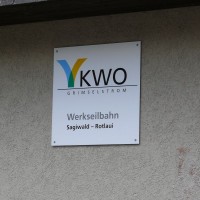 KWO
GRIMSELSTROM
Werkseilbahn
Sagiwald – Rotlaui